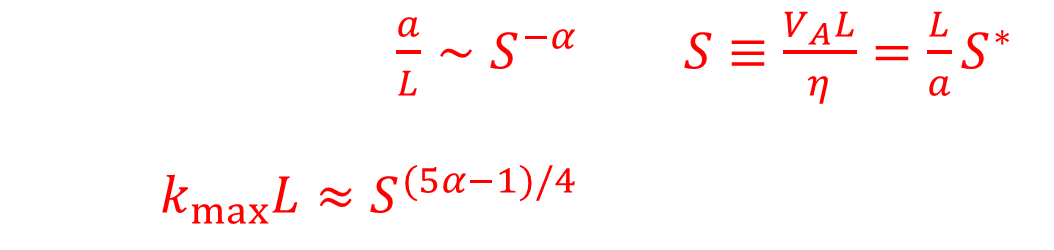 a/L ~ S^{−α}    S ≡ V_A L/η = (L/a) S^*
k_max L ≈ S^{(5α−1)/4}